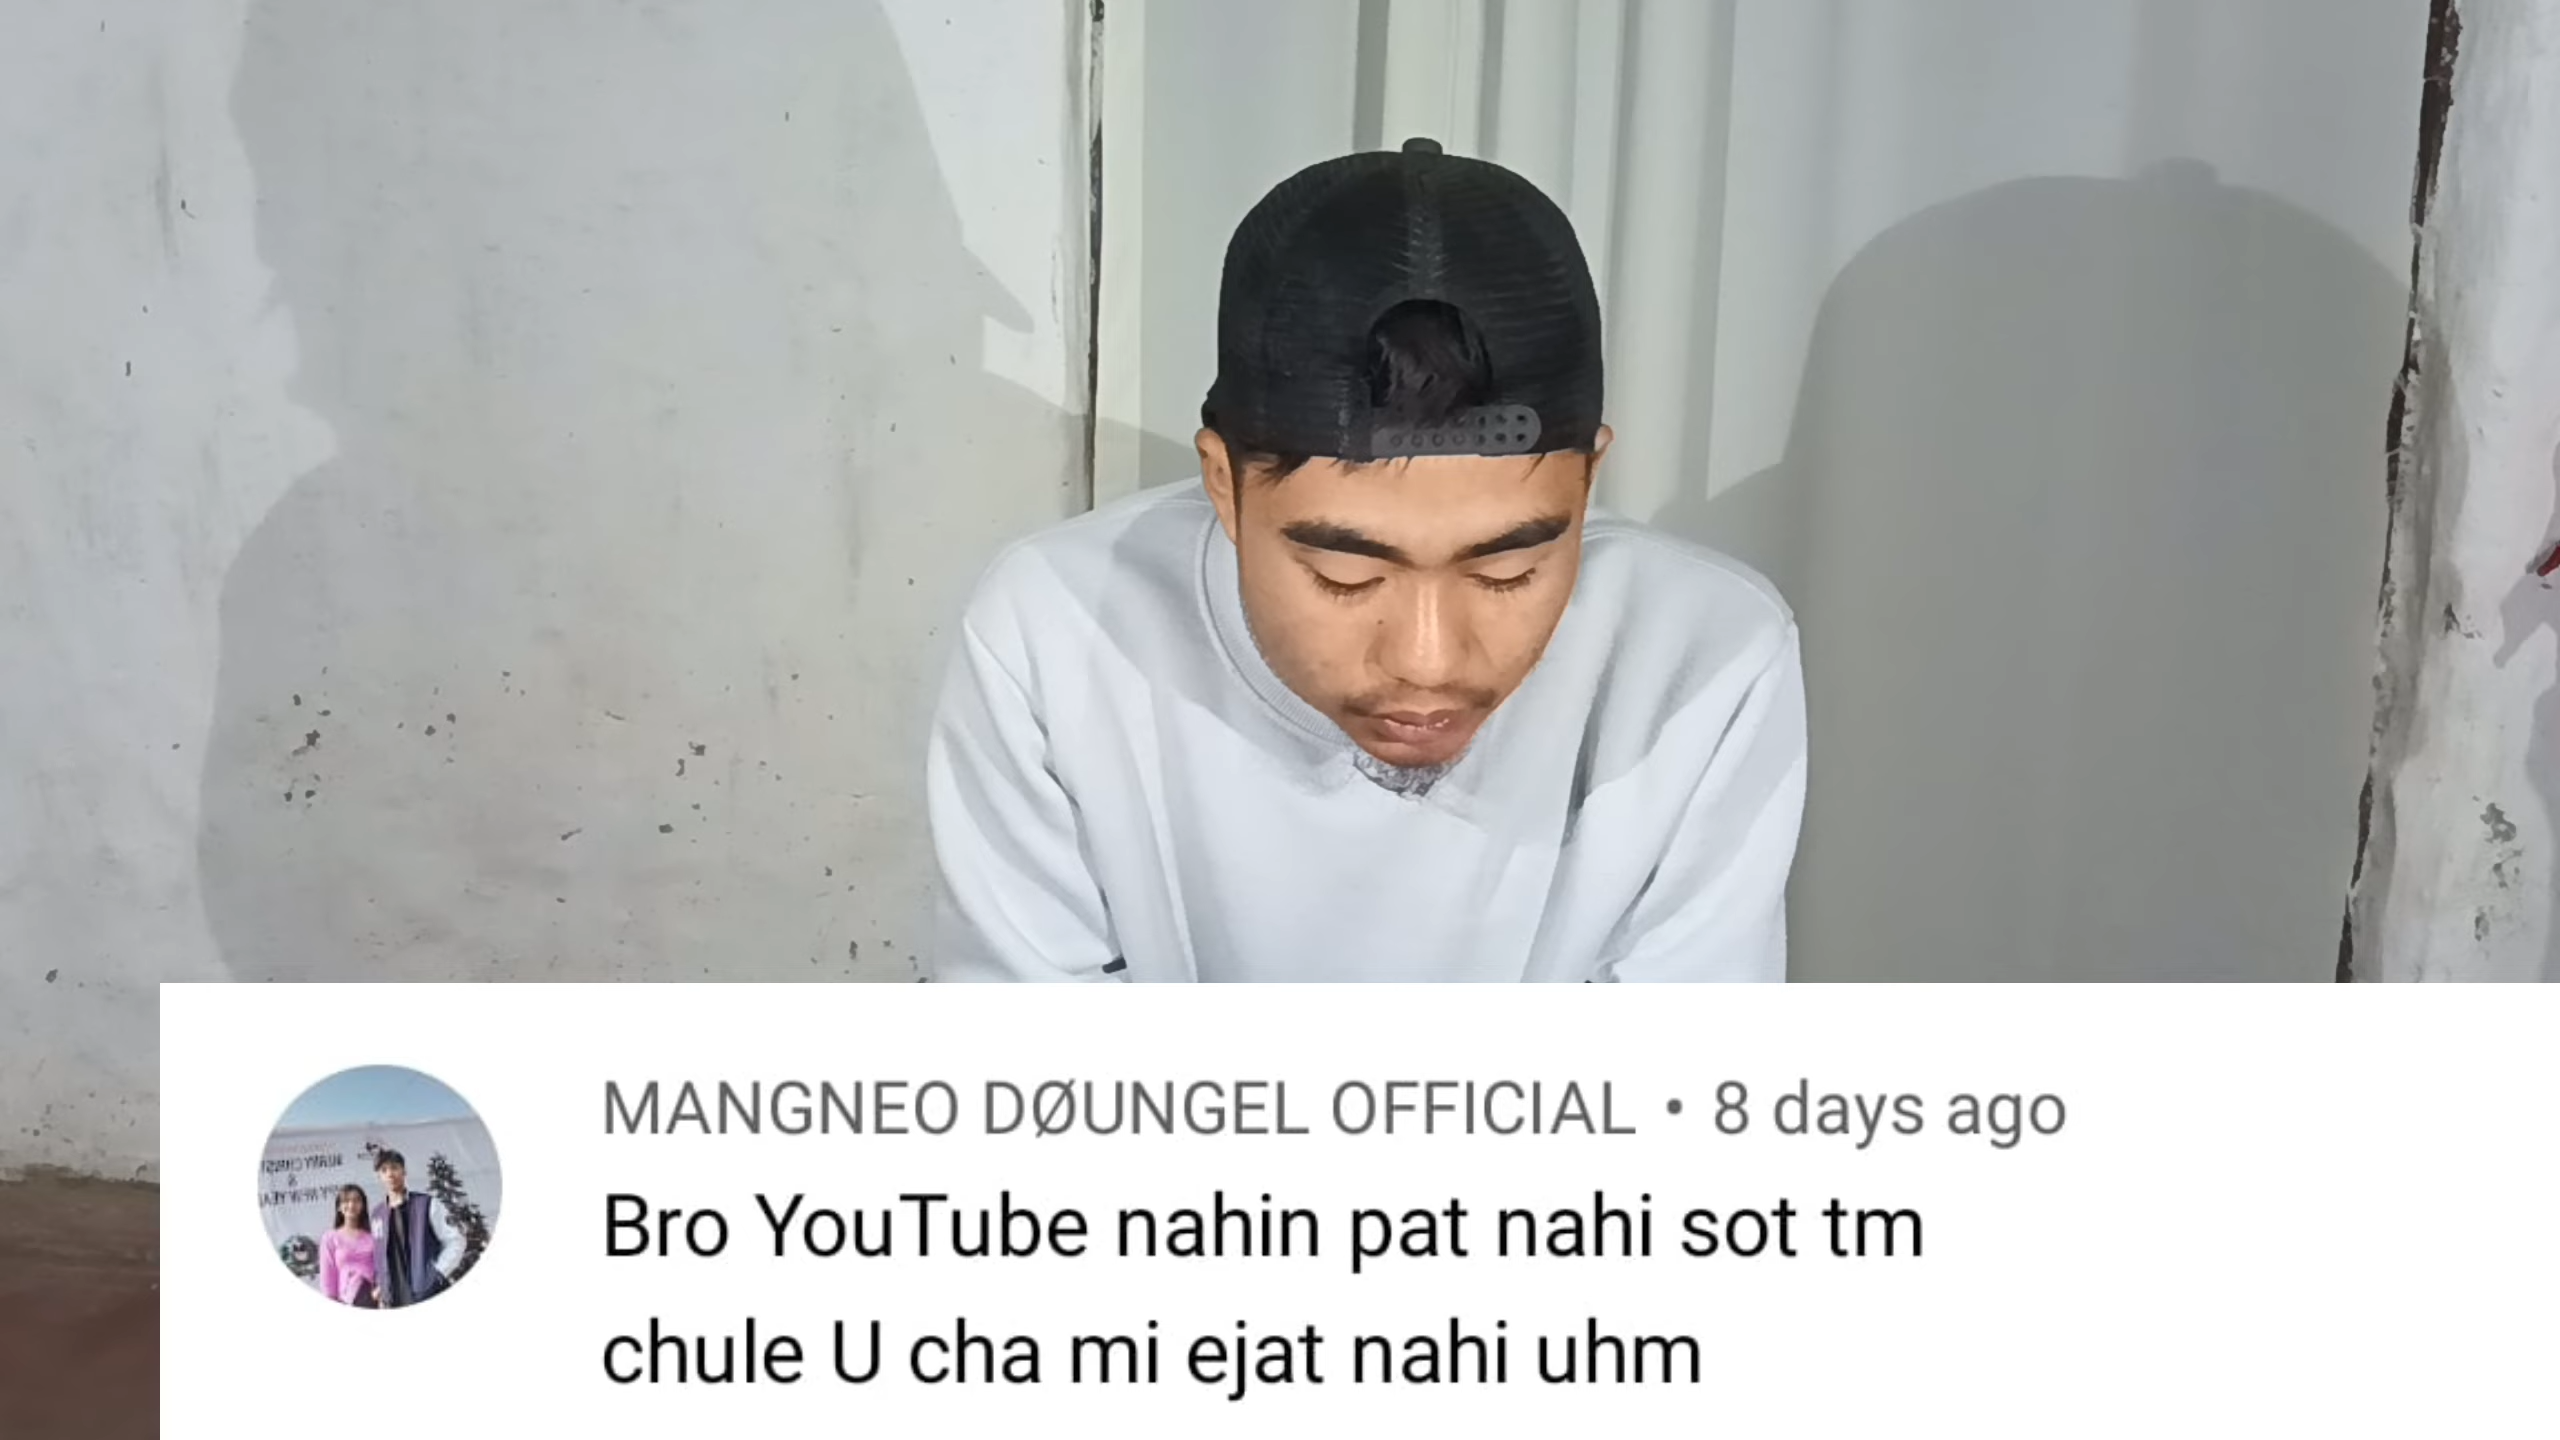 MANGNEO DØUNGEL OFFICIAL • 8 days ago
Bro YouTube nahin pat nahi sot tm
chule U cha mi ejat nahi uhm